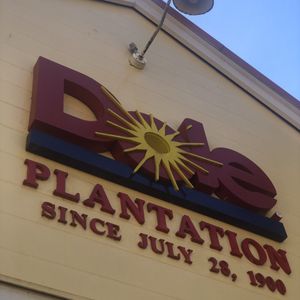 Dole
PLANTATION
SINCE JULY 28, 1900